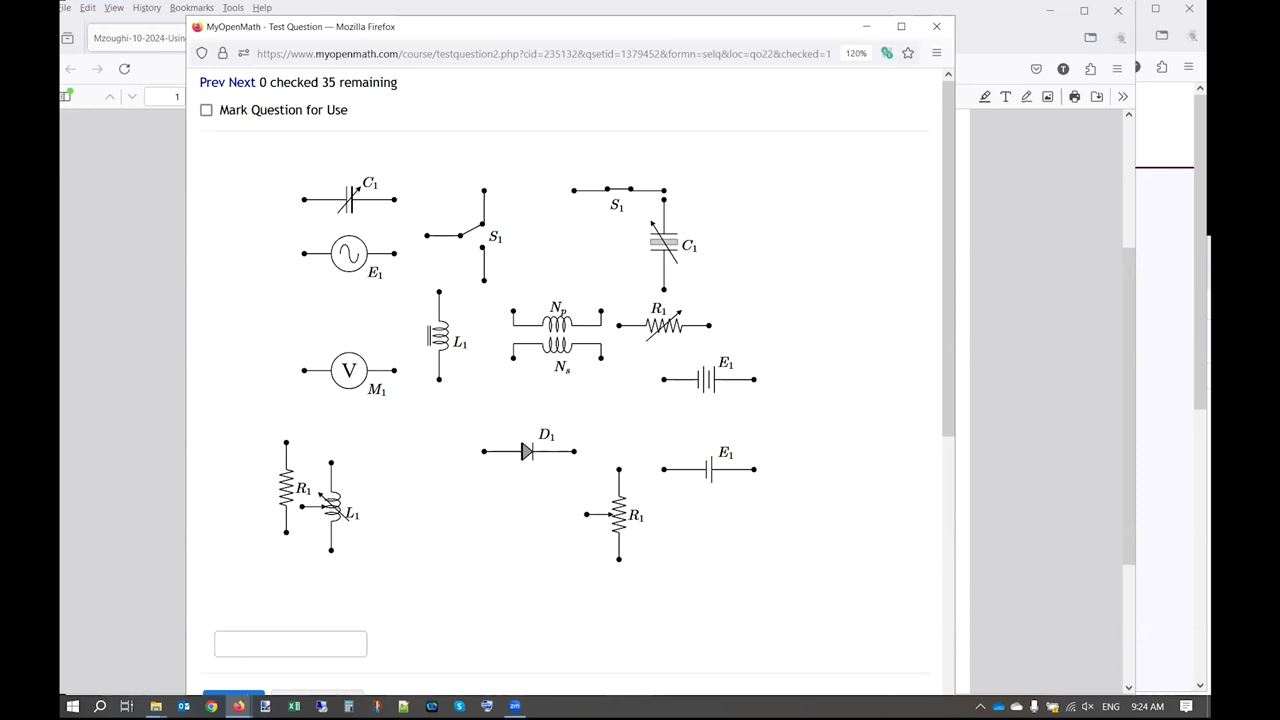 File Edit View History Bookmarks Tools Help
MyOpenMath - Test Question — Mozilla Firefox
Mzoughi-10-2024-Using
https://www.myopenmath.com/course/testquestion2.php?cid=235132&qsetid=1379452&formn=selq&loc=qo22&checked=1
120%
Prev Next 0 checked 35 remaining
1
Mark Question for Use
C1
S1
S1
E1
C1
Np
R1
L1
Ns
E1
V
M1
D1
E1
R1
L1
R1
ENG 9:24 AM